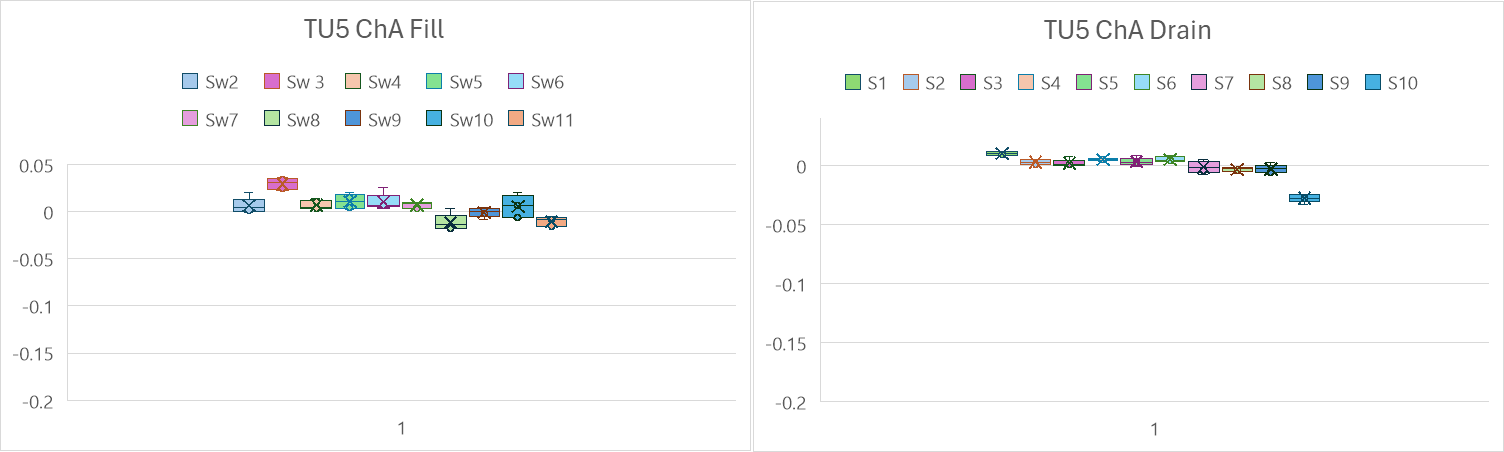 TU5 ChA Fill
Sw2 Sw 3 Sw4 Sw5 Sw6
Sw7 Sw8 Sw9 Sw10 Sw11
0.05
0
-0.05
-0.1
-0.15
-0.2
1
TU5 ChA Drain
S1 S2 S3 S4 S5 S6 S7 S8 S9 S10
0
-0.05
-0.1
-0.15
-0.2
1